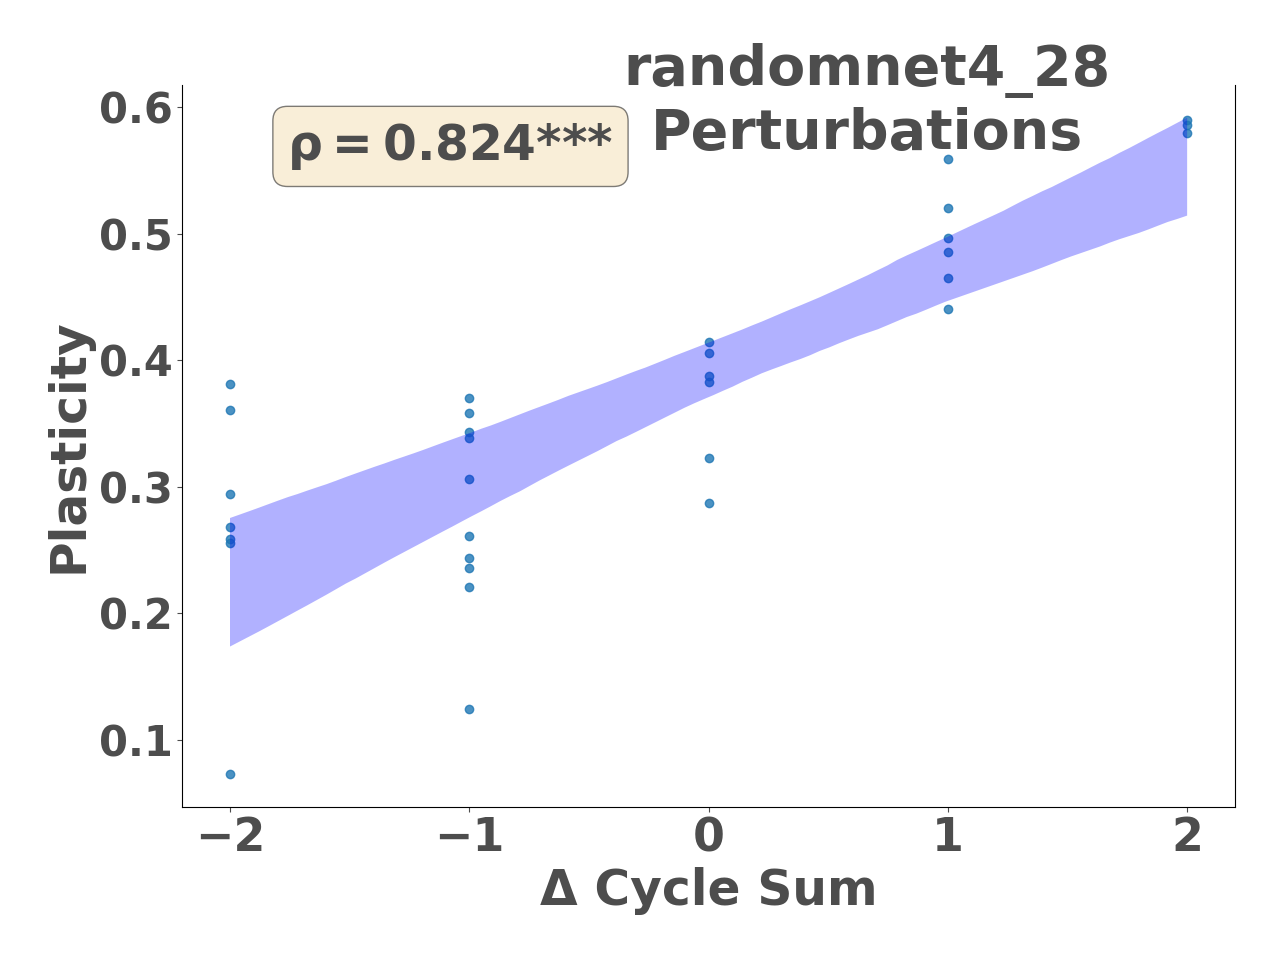 randomnet4_28
Perturbations
ρ = 0.824***
0.6
0.5
0.4
0.3
0.2
0.1
Plasticity
−2 −1 0 1 2
Δ Cycle Sum